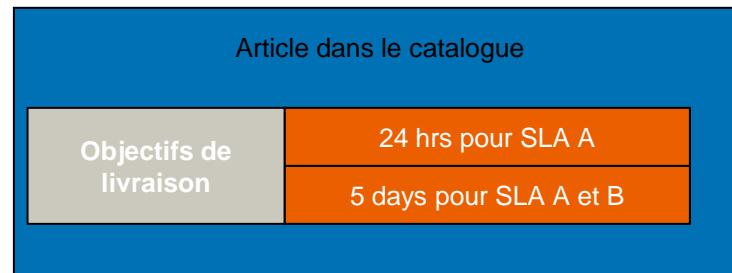 Article dans le catalogue
Objectifs de
livraison
24 hrs pour SLA A
5 days pour SLA A et B